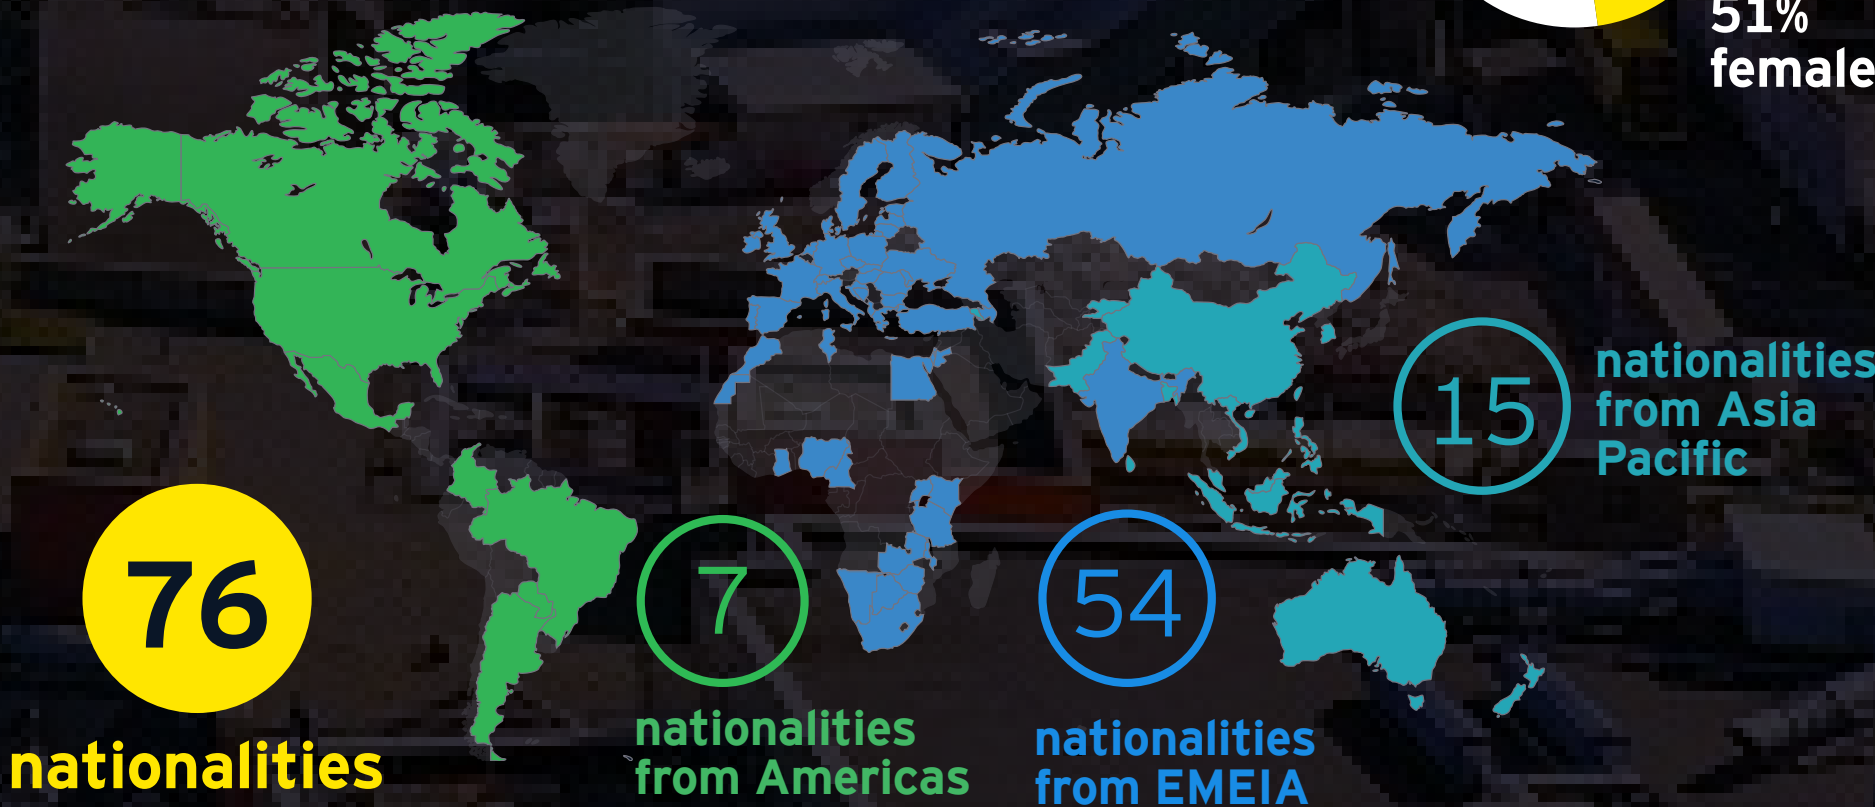 51%
female
15
nationalities
from Asia
Pacific
76
nationalities
7
nationalities
from Americas
54
nationalities
from EMEIA